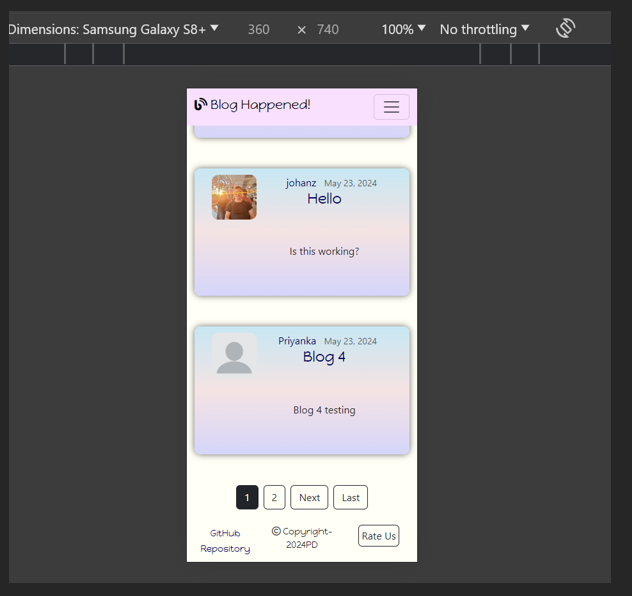 Dimensions: Samsung Galaxy S8+ 360 × 740 100% No throttling
Blog Happened!
johanz May 23, 2024
Hello
Is this working?
Priyanka May 23, 2024
Blog 4
Blog 4 testing
1 2 Next Last
GitHub
Repository
© Copyright-
2024PD
Rate Us